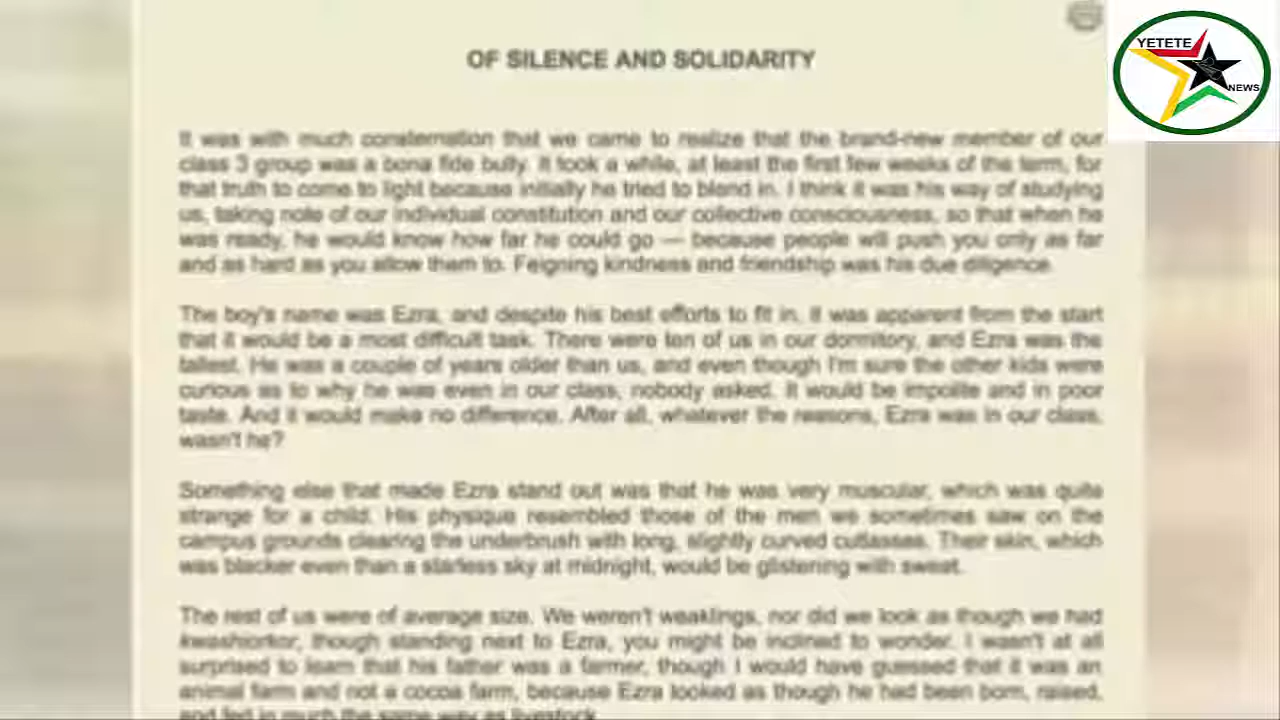 YETETE
NEWS
OF SILENCE AND SOLIDARITY
It was with much consternation that we came to realize that the brand-new member of our
class 3 group was a bona fide bully. It took a while, at least the first few weeks of the term, for
that truth to come to light because initially he tried to blend in. I think it was his way of studying
us, taking note of our individual constitution and our collective consciousness, so that when he
was ready, he would know how far he could go — because people will push you only as far
and as hard as you allow them to. Feigning kindness and friendship was his due diligence.
The boy's name was Ezra, and despite his best efforts to fit in, it was apparent from the start
that it would be a most difficult task. There were ten of us in our dormitory, and Ezra was the
tallest. He was a couple of years older than us, and even though I'm sure the other kids were
curious as to why he was even in our class, nobody asked. It would be impolite and in poor
taste. And it would make no difference. After all, whatever the reasons, Ezra was in our class,
wasn't he?
Something else that made Ezra stand out was that he was very muscular, which was quite
strange for a child. His physique resembled those of the men we sometimes saw on the
campus grounds clearing the underbrush with long, slightly curved cutlasses. Their skin, which
was blacker even than a starless sky at midnight, would be glistening with sweat.
The rest of us were of average size. We weren't weaklings, nor did we look as though we had
kwashiorkor, though standing next to Ezra, you might be inclined to wonder. I wasn't at all
surprised to learn that his father was a farmer, though I would have guessed that it was an
animal farm and not a cocoa farm, because Ezra looked as though he had been born, raised,
and fed in much the same way as livestock.